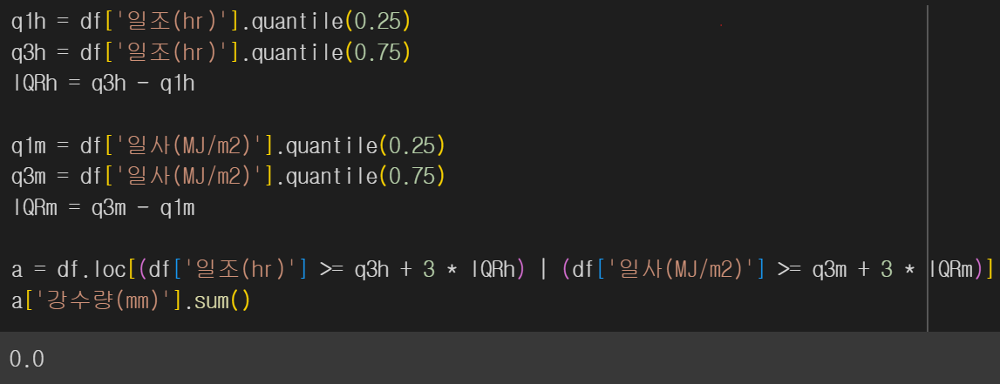 q1h = df['일조(hr)'].quantile(0.25)
q3h = df['일조(hr)'].quantile(0.75)
IQRh = q3h - q1h
q1m = df['일사(MJ/m2)'].quantile(0.25)
q3m = df['일사(MJ/m2)'].quantile(0.75)
IQRm = q3m - q1m
a = df.loc[(df['일조(hr)'] >= q3h + 3 * IQRh) | (df['일사(MJ/m2)'] >= q3m + 3 * IQRm)]
a['강수량(mm)'].sum()
0.0